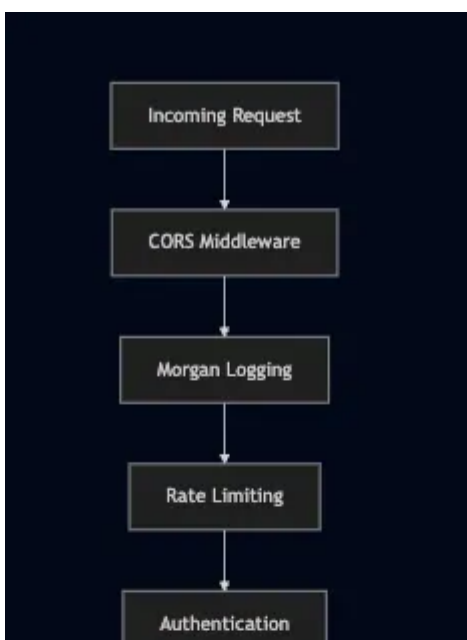 Incoming Request
CORS Middleware
Morgan Logging
Rate Limiting
Authentication